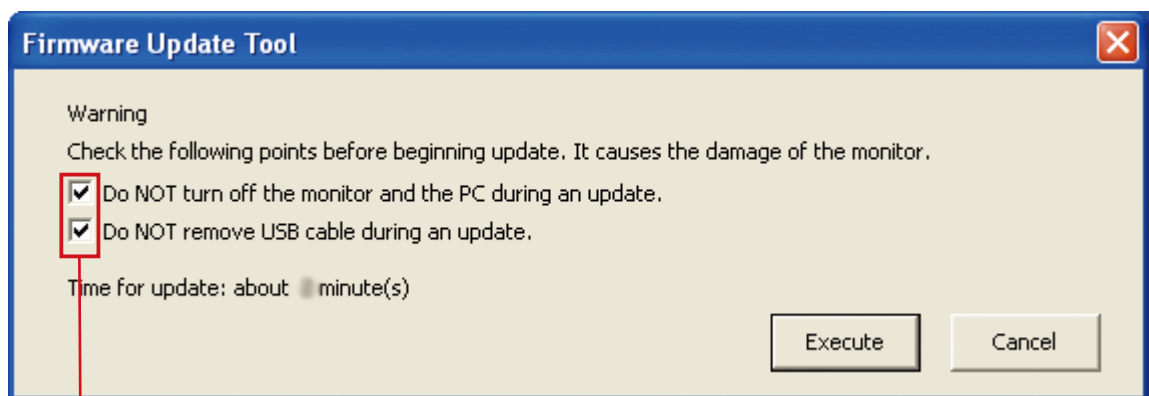 Firmware Update Tool
Warning
Check the following points before beginning update. It causes the damage of the monitor.
Do NOT turn off the monitor and the PC during an update.
Do NOT remove USB cable during an update.
Time for update: about minute(s)
Execute Cancel